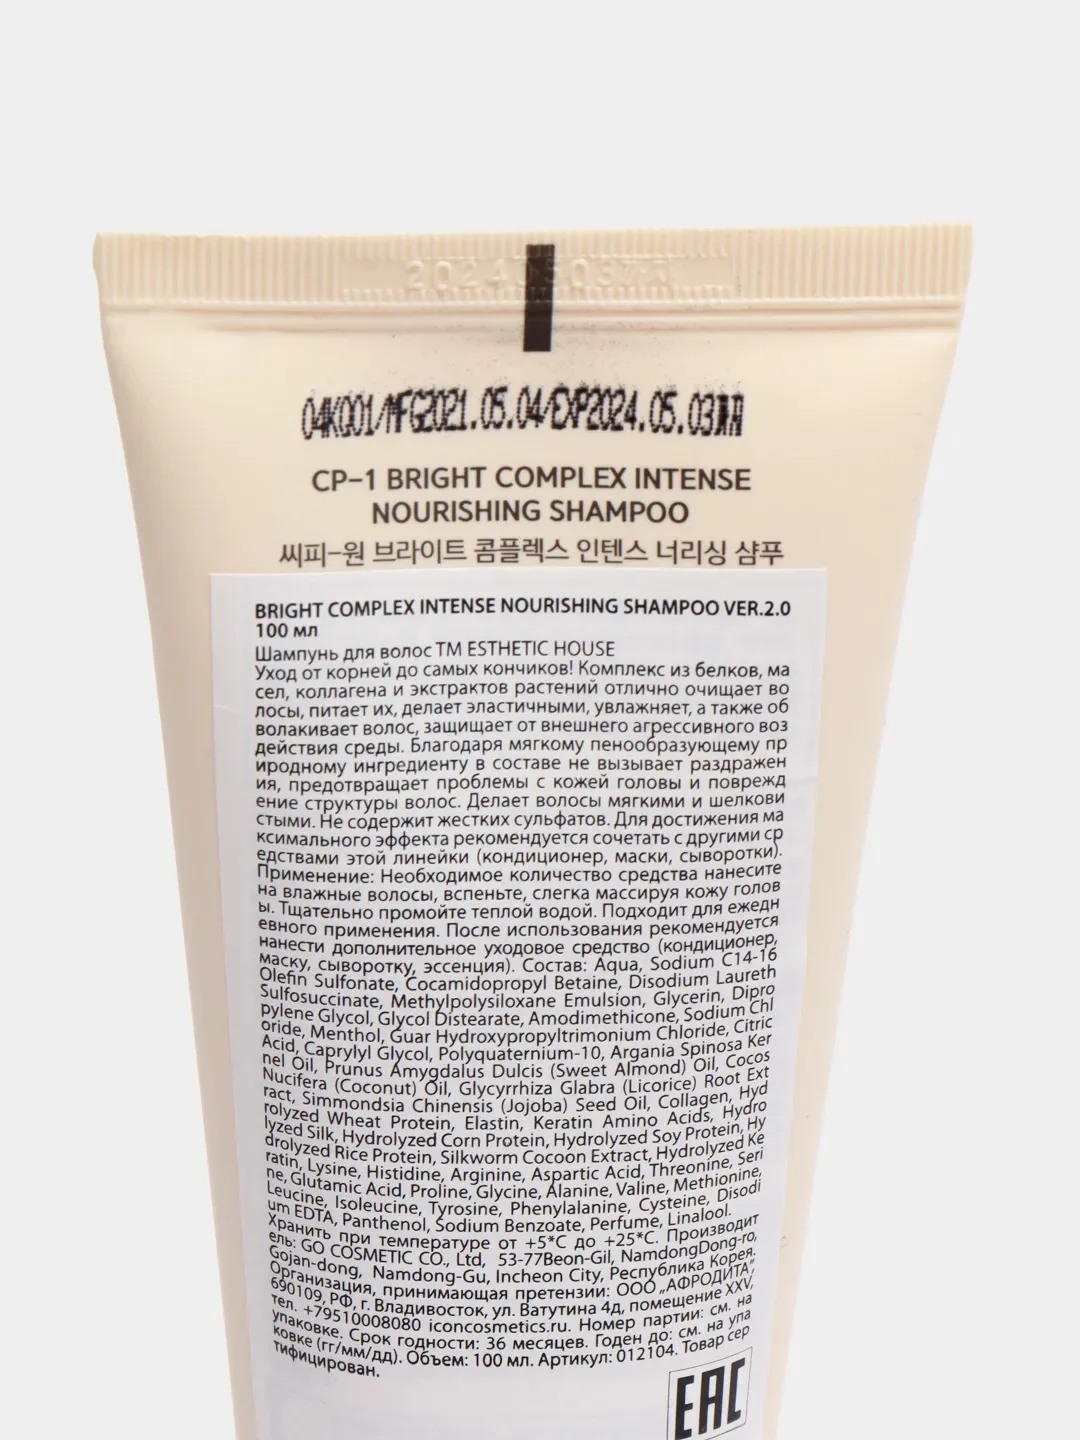 04KQ01/MFG2021.05.04/EXP2024.05.03까지
CP-1 BRIGHT COMPLEX INTENSE
NOURISHING SHAMPOO
씨피-원 브라이트 콤플렉스 인텐스 너리싱 샴푸
BRIGHT COMPLEX INTENSE NOURISHING SHAMPOO VER.2.0
100 мл
Шампунь для волос TM ESTHETIC HOUSE
Уход от корней до самых кончиков! Комплекс из белков, ма
сел, коллагена и экстрактов растений отлично очищает во
лосы, питает их, делает эластичными, увлажняет, а также об
волакивает волос, защищает от внешнего агрессивного воз
действия среды. Благодаря мягкому пенообразующему пр
иродному ингредиенту в составе не вызывает раздражен
ия, предотвращает проблемы с кожей головы и поврежд
ение структуры волос. Делает волосы мягкими и шелкови
стыми. Не содержит жестких сульфатов. Для достижения ма
ксимального эффекта рекомендуется сочетать с другими ср
едствами этой линейки (кондиционер, маски, сыворотки).
Применение: Необходимое количество средства нанесите
на влажные волосы, вспеньте, слегка массируя кожу голов
ы. Тщательно промойте теплой водой. Подходит для ежедн
евного применения. После использования рекомендуется
нанести дополнительное уходовое средство (кондиционер,
маску, сыворотку, эссенция). Состав: Aqua, Sodium C14-16
Olefin Sulfonate, Cocamidopropyl Betaine, Disodium Laureth
Sulfosuccinate, Methylpolysiloxane Emulsion, Glycerin, Dipro
pylene Glycol, Glycol Distearate, Amodimethicone, Sodium Chl
oride, Menthol, Guar Hydroxypropyltrimonium Chloride, Citric
Acid, Caprylyl Glycol, Polyquaternium-10, Argania Spinosa Ker
nel Oil, Prunus Amygdalus Dulcis (Sweet Almond) Oil, Cocos
Nucifera (Coconut) Oil, Glycyrrhiza Glabra (Licorice) Root Ext
ract, Simmondsia Chinensis (Jojoba) Seed Oil, Collagen, Hyd
rolyzed Wheat Protein, Elastin, Keratin Amino Acids, Hydro
lyzed Silk, Hydrolyzed Corn Protein, Hydrolyzed Soy Protein, Hy
drolyzed Rice Protein, Silkworm Cocoon Extract, Hydrolyzed Ke
ratin, Lysine, Histidine, Arginine, Aspartic Acid, Threonine, Seri
ne, Glutamic Acid, Proline, Glycine, Alanine, Valine, Methionine,
Leucine, Isoleucine, Tyrosine, Phenylalanine, Cysteine, Disodi
um EDTA, Panthenol, Sodium Benzoate, Perfume, Linalool.
Хранить при температуре от +5*C до +25*C. Производит
ель: GO COSMETIC CO., Ltd, 53-77Beon-Gil, NamdongDong-ro,
Gojan-dong, Namdong-Gu, Incheon City, Республика Корея.
Организация, принимающая претензии: ООО „АФРОДИТА",
690109, РФ, г. Владивосток, ул. Ватутина 4д, помещение XXV,
тел. +79510008080 iconcosmetics.ru. Номер партии: см. на
упаковке. Срок годности: 36 месяцев. Годен до: см. на упа
ковке (гг/мм/дд). Объем: 100 мл. Артикул: 012104. Товар сер
тифицирован.
EAC